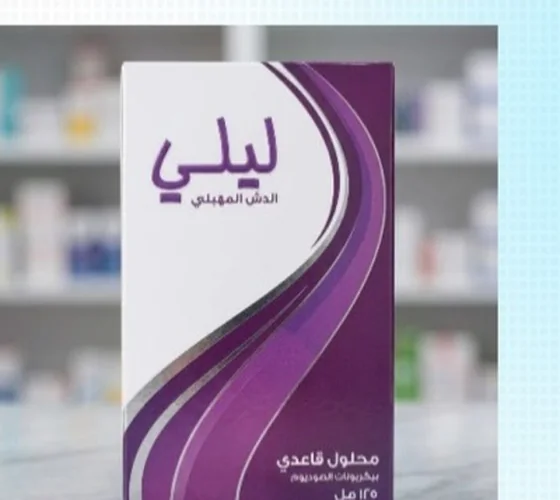 ليلي
الدش المهبلي
محلول قاعدي
بيكربونات الصوديوم
١٢٥ مل